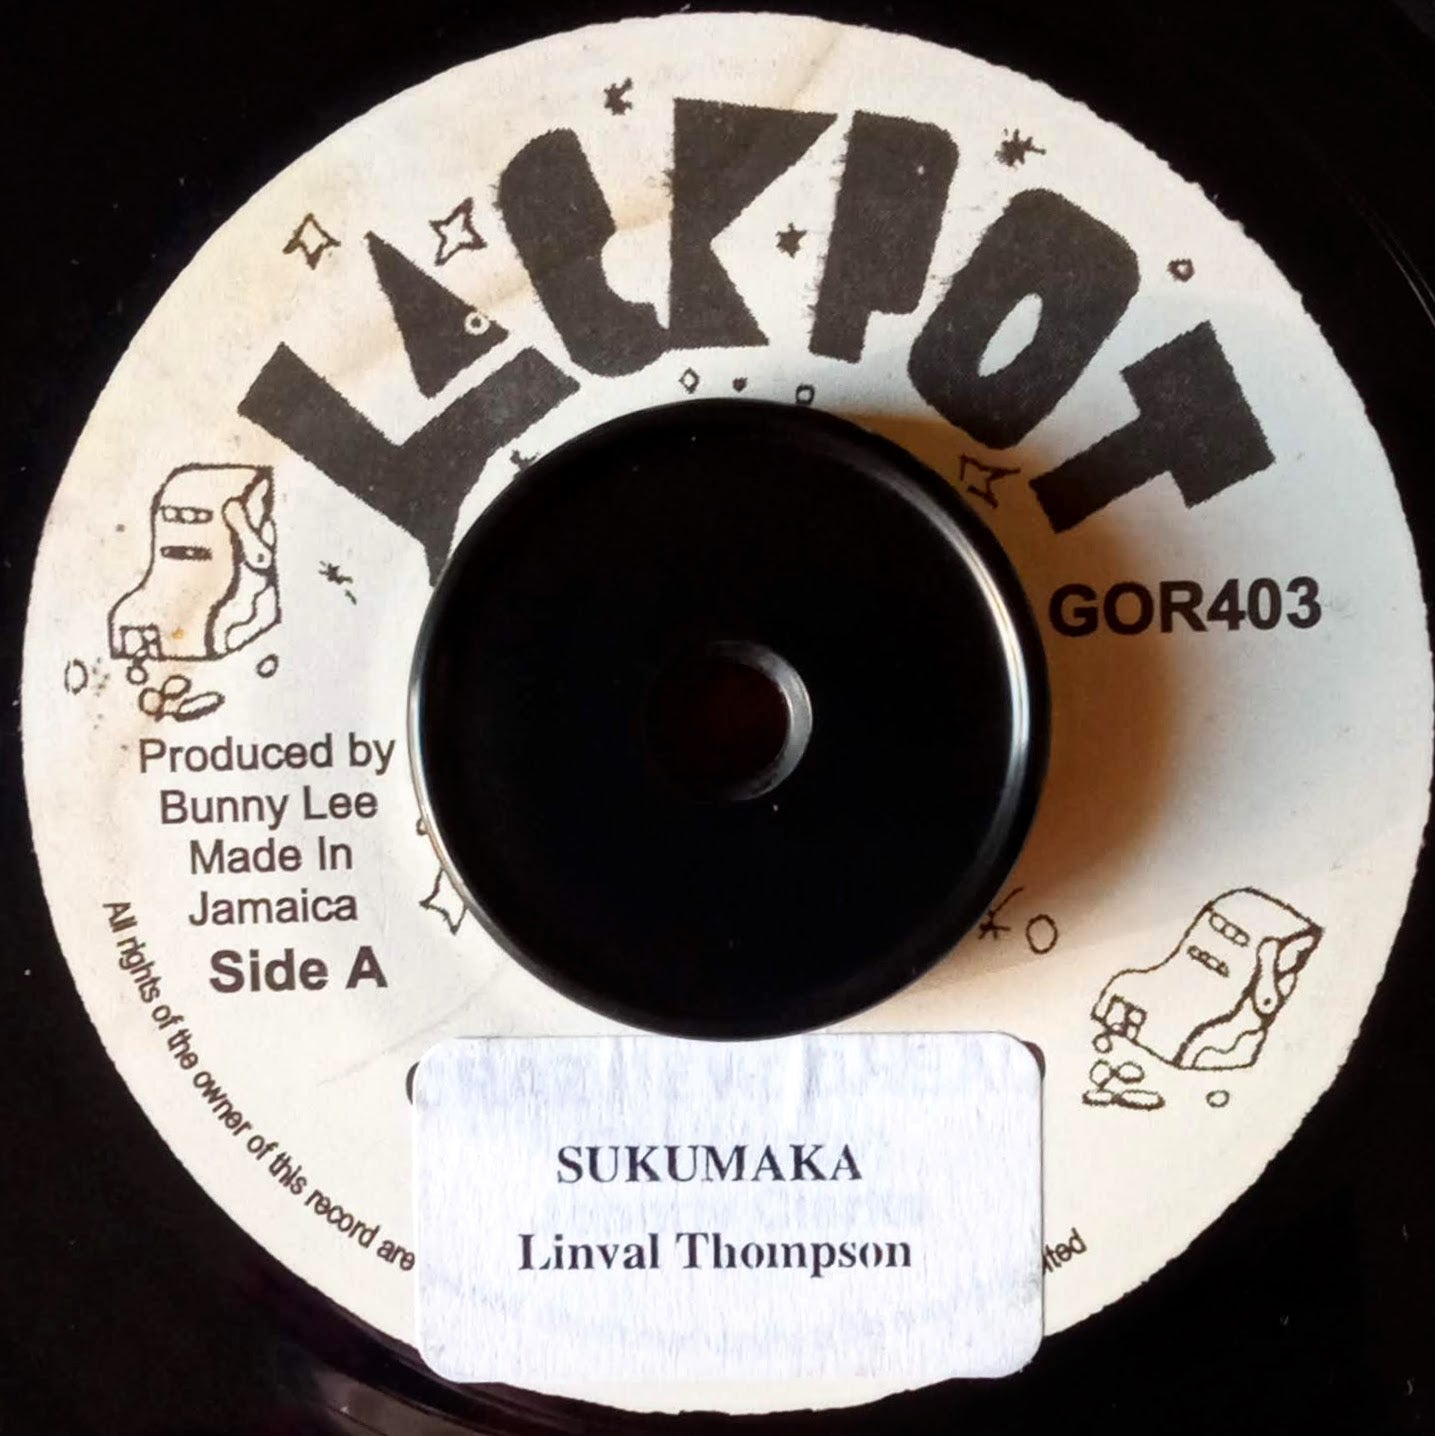 JACKPOT
GOR403
Produced by
Bunny Lee
Made In
Jamaica
Side A
All rights of the owner of this record are
SUKUMAKA
Linval Thompson